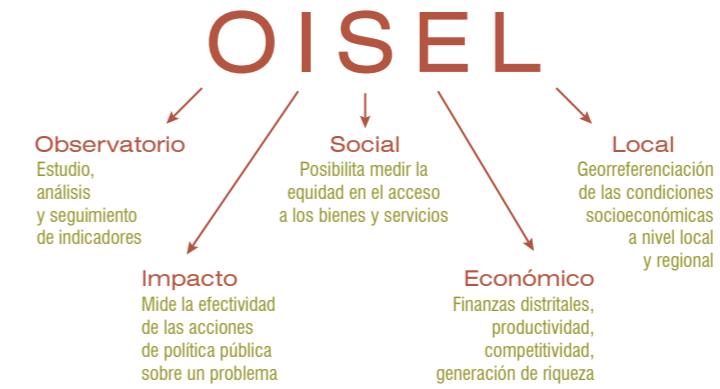 OISEL
Observatorio
Estudio,
análisis
y seguimiento
de indicadores
Impacto
Mide la efectividad
de las acciones
de política pública
sobre un problema
Social
Posibilita medir la
equidad en el acceso
a los bienes y servicios
Económico
Finanzas distritales,
productividad,
competitividad,
generación de riqueza
Local
Georreferenciación
de las condiciones
socioeconómicas
a nivel local
y regional